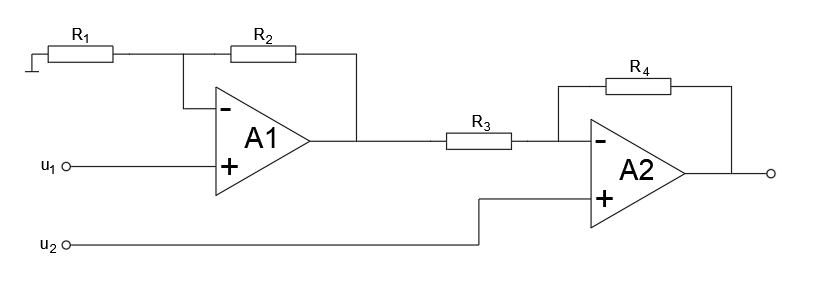 R₁
R₂
-
A1
+
u₁
R₃
R₄
-
A2
+
u₂